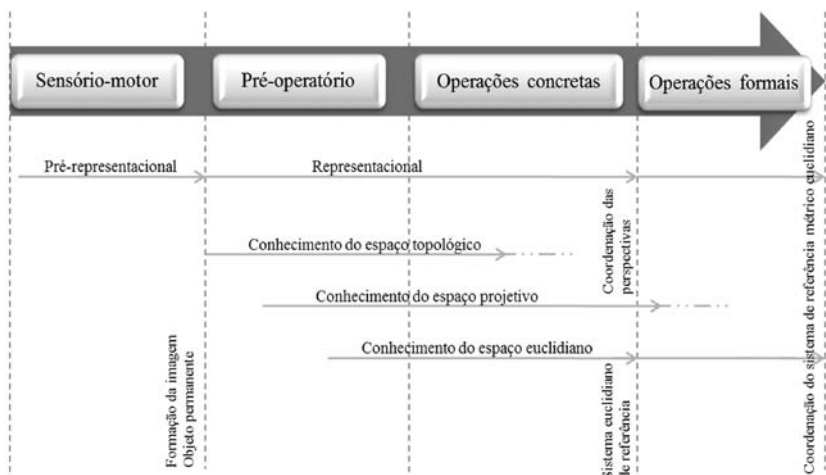 Sensório-motor
Pré-operatório
Operações concretas
Operações formais
Pré-representacional
Representacional
Conhecimento do espaço topológico
Conhecimento do espaço projetivo
Conhecimento do espaço euclidiano
Formação da imagem
Objeto permanente
Coordenação das
perspectivas
Sistema euclidiano
de referência
Coordenação do sistema de referência métrico euclidiano